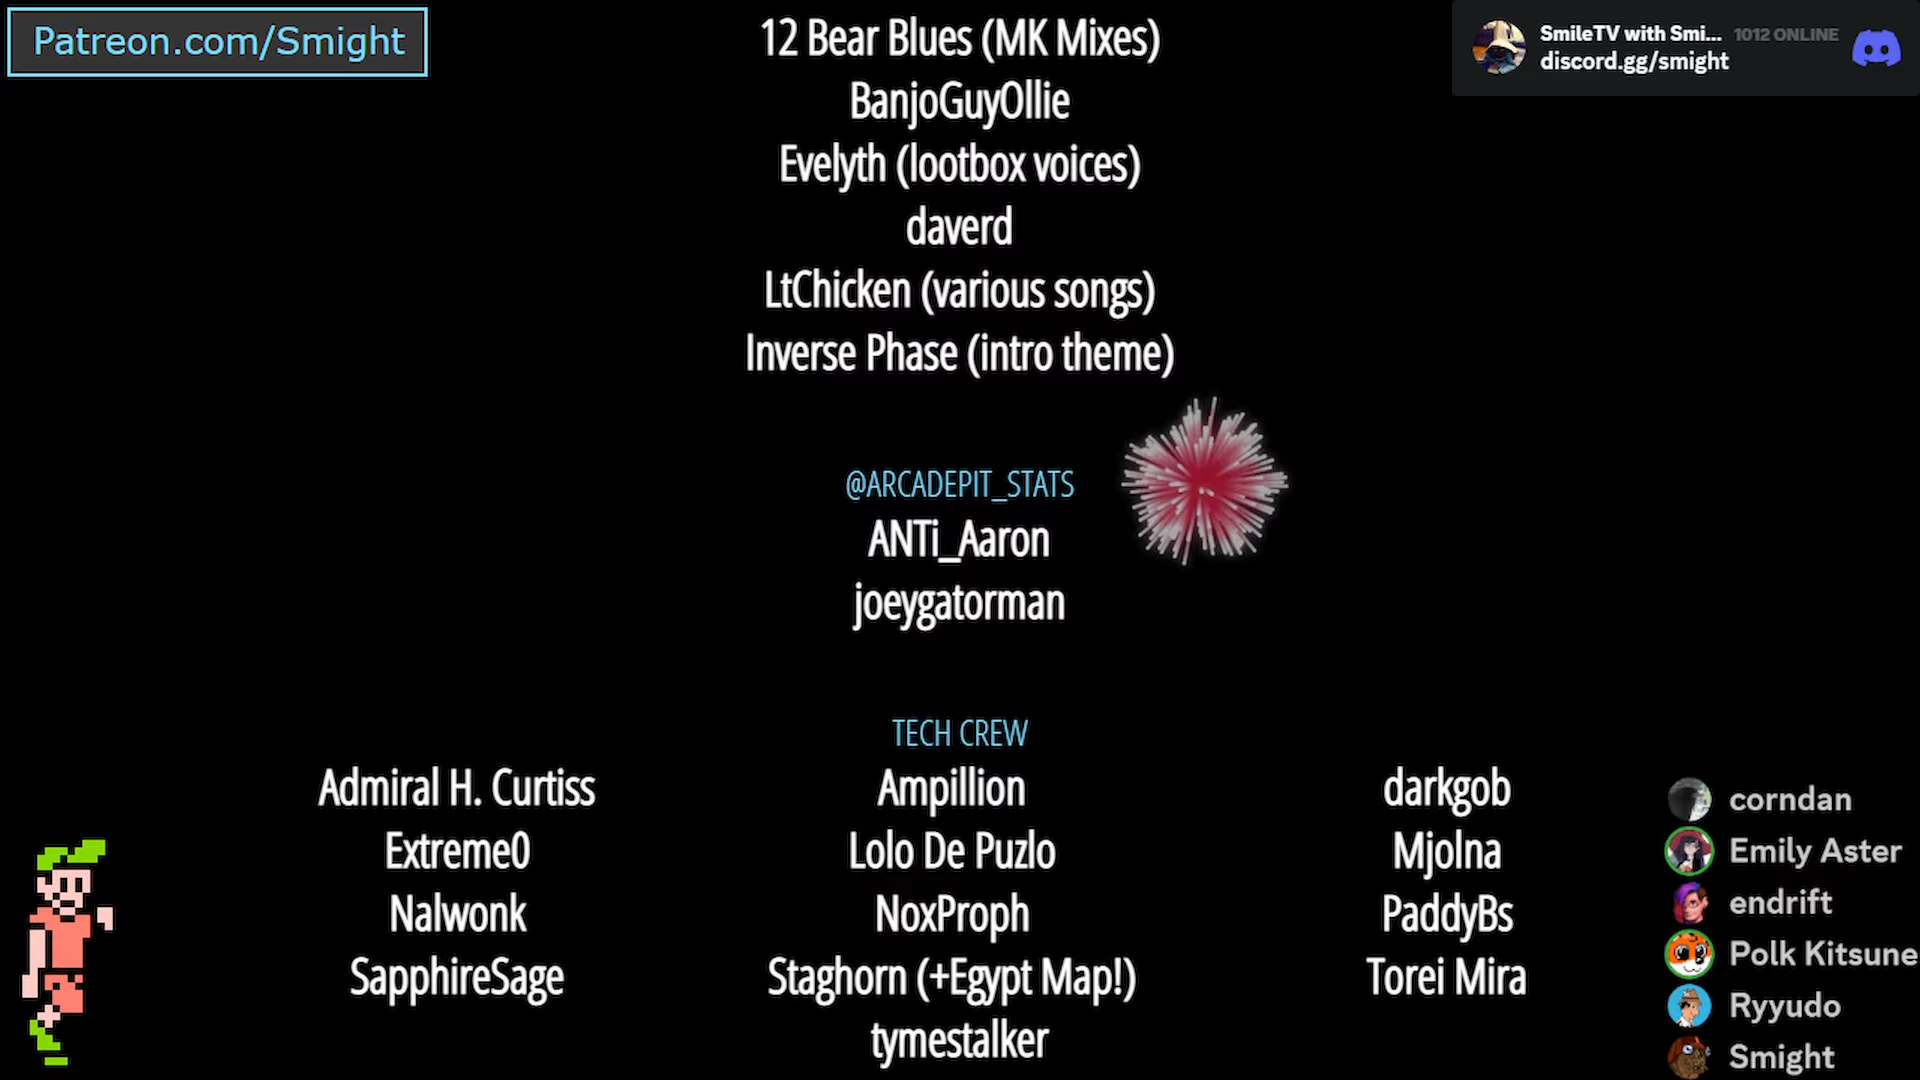 Patreon.com/Smight
SmileTV with Smi... 1012 ONLINE
discord.gg/smight
12 Bear Blues (MK Mixes)
BanjoGuyOllie
Evelyth (lootbox voices)
daverd
LtChicken (various songs)
Inverse Phase (intro theme)
@ARCADEPIT_STATS
ANTi_Aaron
joeygatorman
TECH CREW
Admiral H. Curtiss Ampillion darkgob
Extreme0 Lolo De Puzlo Mjolna
Nalwonk NoxProph PaddyBs
SapphireSage Staghorn (+Egypt Map!) Torei Mira
tymestalker
corndan
Emily Aster
endrift
Polk Kitsune
Ryyudo
Smight